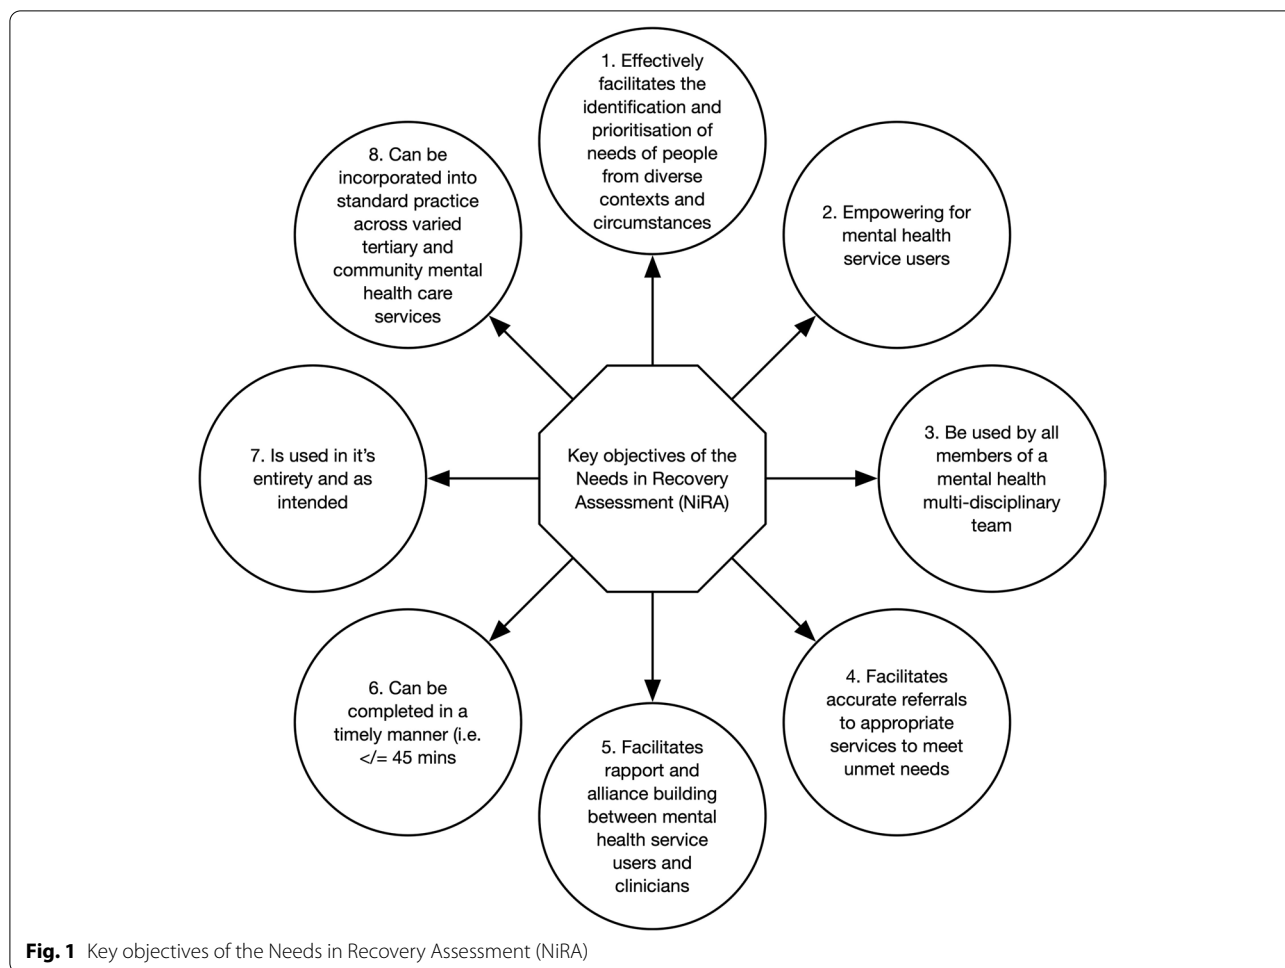 1. Effectively
facilitates the
identification and
prioritisation of
needs of people
from diverse
contexts and
circumstances
2. Empowering for
mental health
service users
3. Be used by all
members of a
mental health
multi-disciplinary
team
4. Facilitates
accurate referrals
to appropriate
services to meet
unmet needs
5. Facilitates
rapport and
alliance building
between mental
health service
users and
clinicians
6. Can be
completed in a
timely manner (i.e.
</= 45 mins
7. Is used in it's
entirety and as
intended
8. Can be
incorporated into
standard practice
across varied
tertiary and
community mental
health care
services
Key objectives of the
Needs in Recovery
Assessment (NiRA)
Fig. 1 Key objectives of the Needs in Recovery Assessment (NiRA)